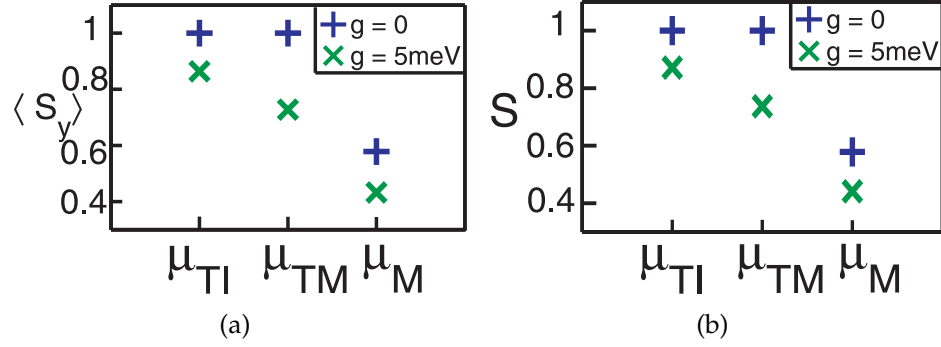 1
0.8
0.6
0.4
⟨ S_y ⟩
+ g = 0
× g = 5meV
μ_TI μ_TM μ_M
(a)
1
0.8
0.6
0.4
S
+ g = 0
× g = 5meV
μ_TI μ_TM μ_M
(b)